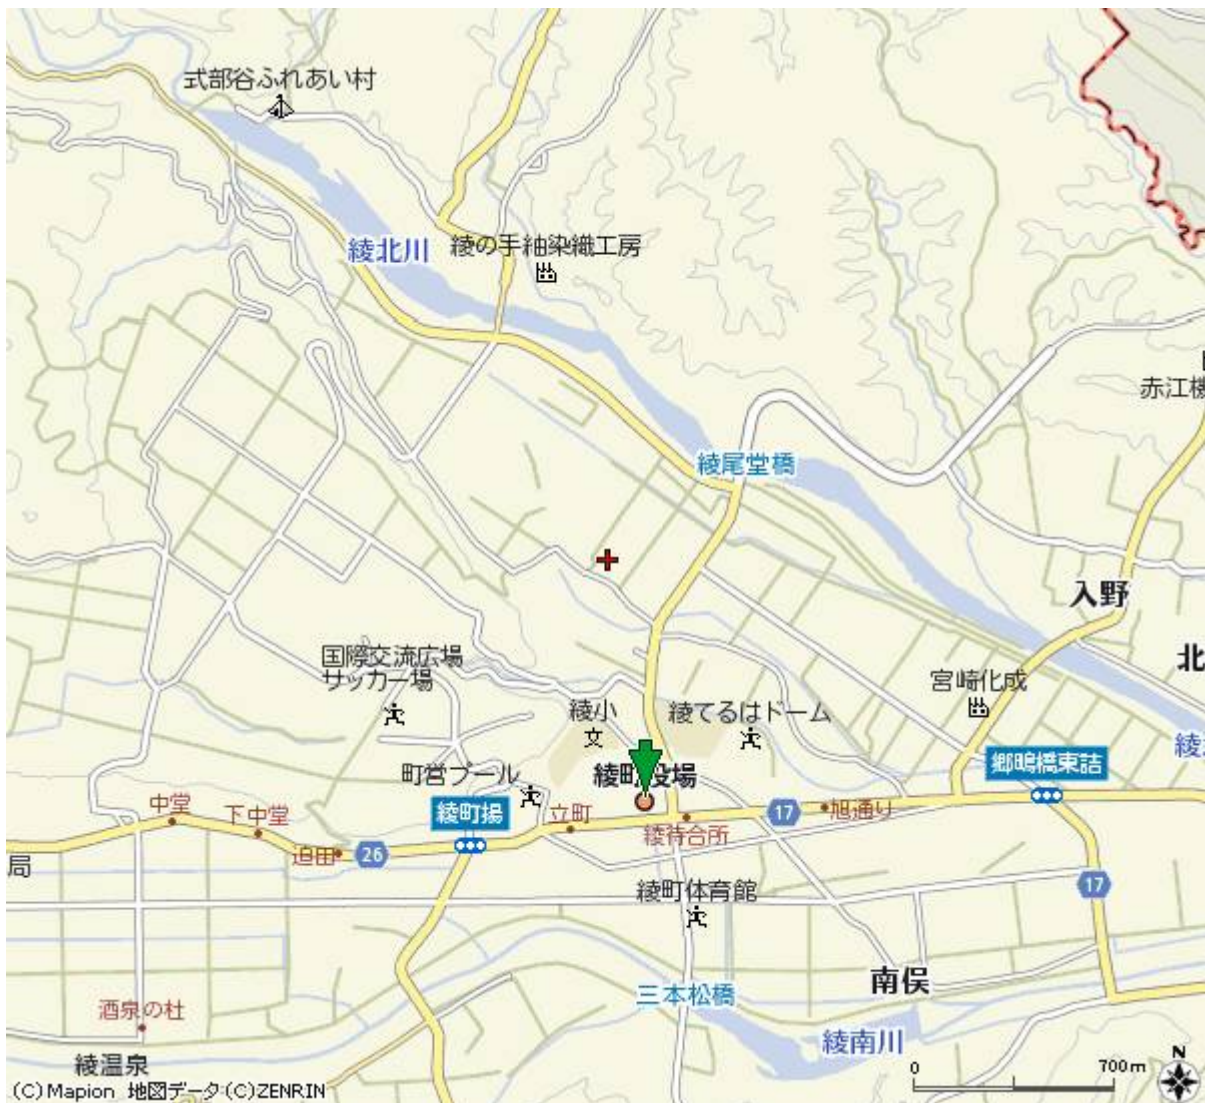 式部谷ふれあい村
綾北川
綾の手紬染織工房
赤江機
綾尾堂橋
入野
北
国際交流広場
サッカー場
宮崎化成
綾小
文
綾てるはドーム
綾
郷鴫橋東詰
町営プール
綾町役場
中堂
下中堂
綾町揚
立町
17
旭通り
綾待合所
迫田
26
局
17
綾町体育館
南俣
三本松橋
酒泉の杜
綾南川
綾温泉
0
700m
N
(C)Mapion 地図データ(C)ZENRIN